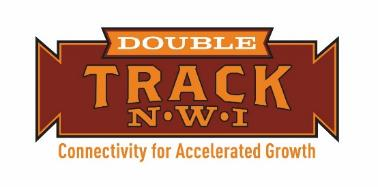 DOUBLE
TRACK
N•W•I
Connectivity for Accelerated Growth